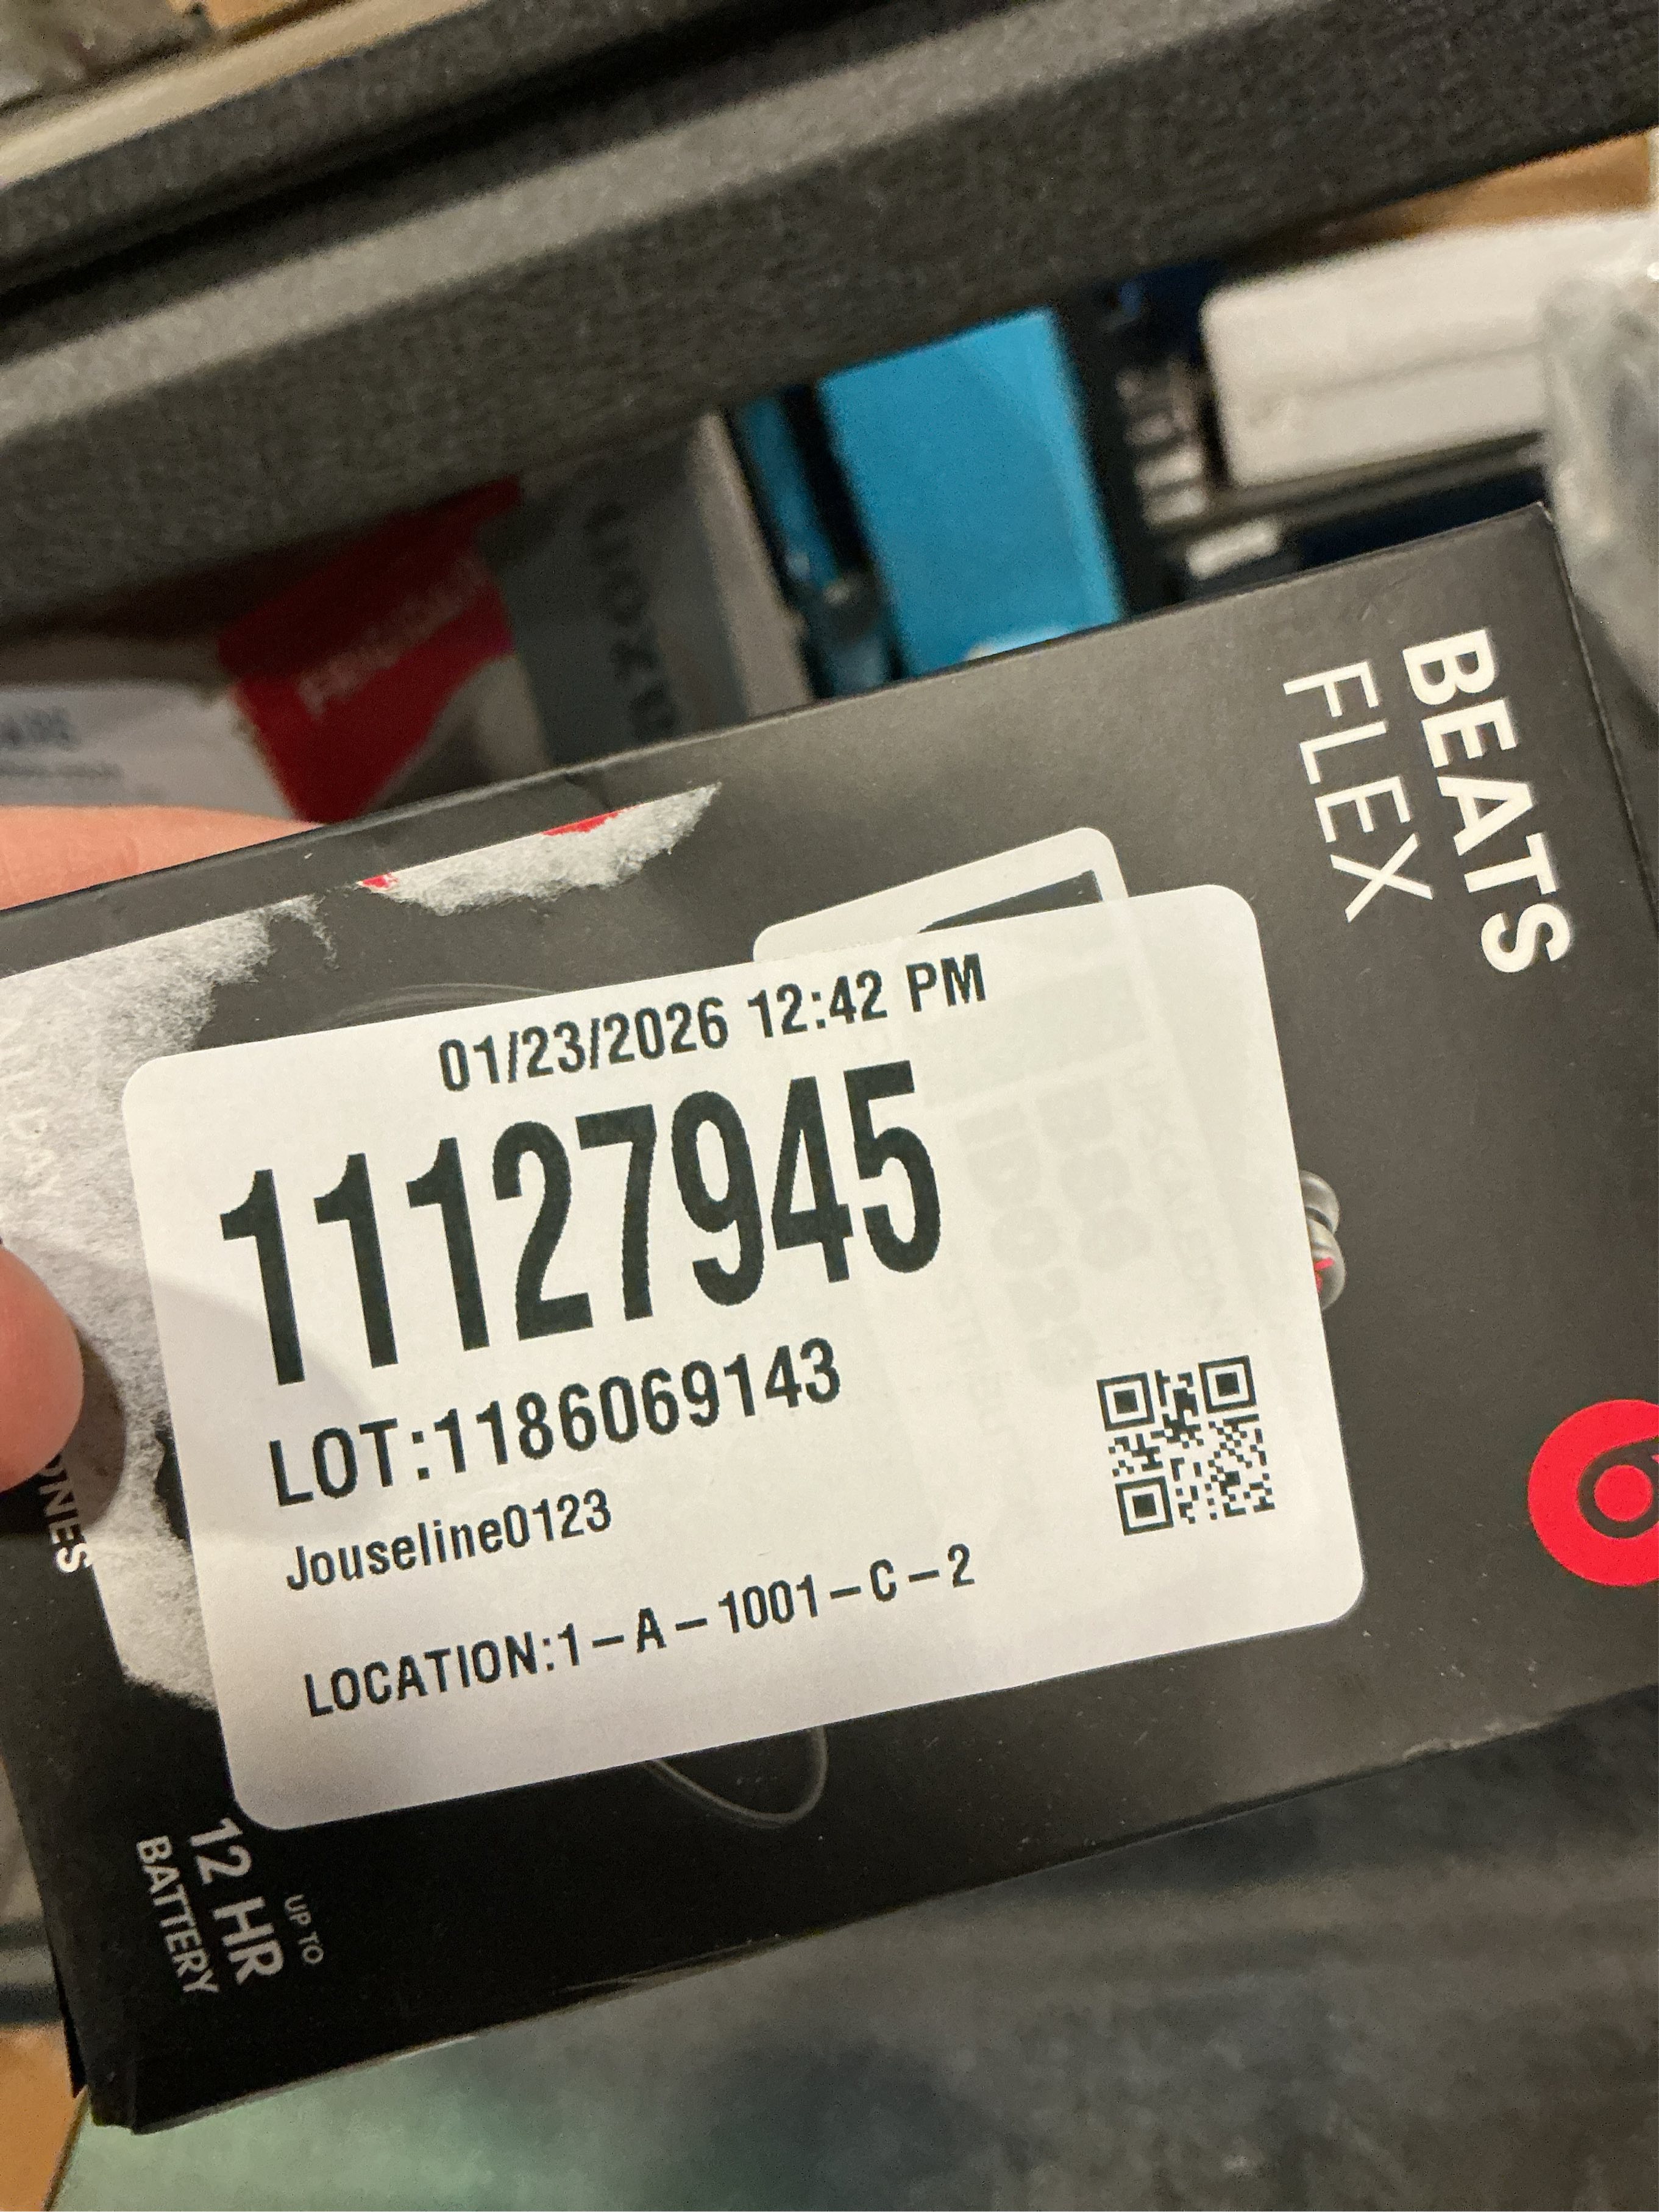 BEATS
FLEX
01/23/2026 12:42 PM
11127945
LOT:1186069143
Jouseline0123
LOCATION:1-A-1001-C-2
UP TO
12 HR
BATTERY